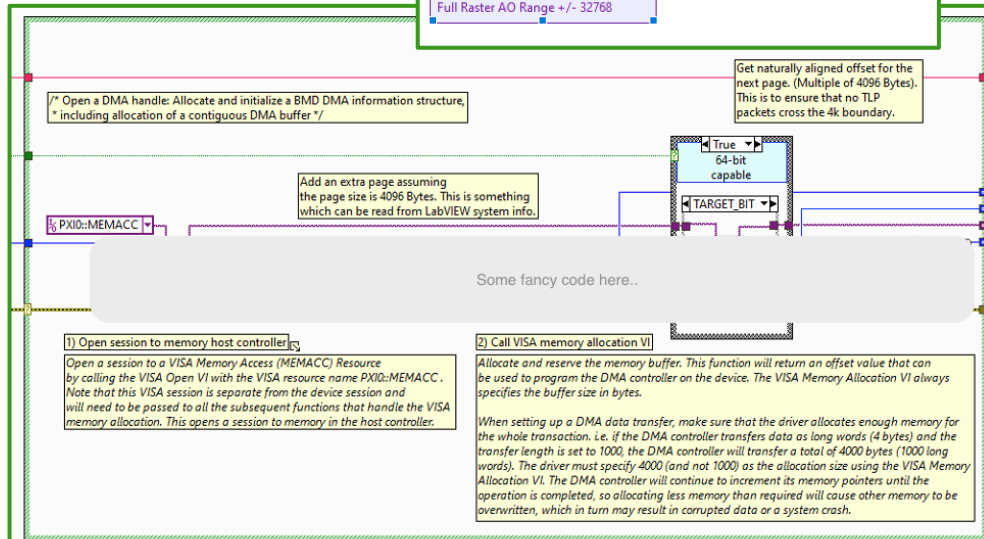 Full Raster AO Range +/- 32768
Get naturally aligned offset for the
next page. (Multiple of 4096 Bytes).
This is to ensure that no TLP
packets cross the 4k boundary.
/* Open a DMA handle: Allocate and initialize a BMD DMA information structure,
* including allocation of a contiguous DMA buffer */
True
64-bit
capable
Add an extra page assuming
the page size is 4096 Bytes. This is something
which can be read from LabVIEW system info.
TARGET_BIT
PXI0::MEMACC
Some fancy code here..
1) Open session to memory host controller
Open a session to a VISA Memory Access (MEMACC) Resource
by calling the VISA Open VI with the VISA resource name PXI0::MEMACC .
Note that this VISA session is separate from the device session and
will need to be passed to all the subsequent functions that handle the VISA
memory allocation. This opens a session to memory in the host controller.
2) Call VISA memory allocation VI
Allocate and reserve the memory buffer. This function will return an offset value that can
be used to program the DMA controller on the device. The VISA Memory Allocation VI always
specifies the buffer size in bytes.
When setting up a DMA data transfer, make sure that the driver allocates enough memory for
the whole transaction. i.e. if the DMA controller transfers data as long words (4 bytes) and the
transfer length is set to 1000, the DMA controller will transfer a total of 4000 bytes (1000 long
words). The driver must specify 4000 (and not 1000) as the allocation size using the VISA Memory
Allocation VI. The DMA controller will continue to increment its memory pointers until the
operation is completed, so allocating less memory than required will cause other memory to be
overwritten, which in turn may result in corrupted data or a system crash.